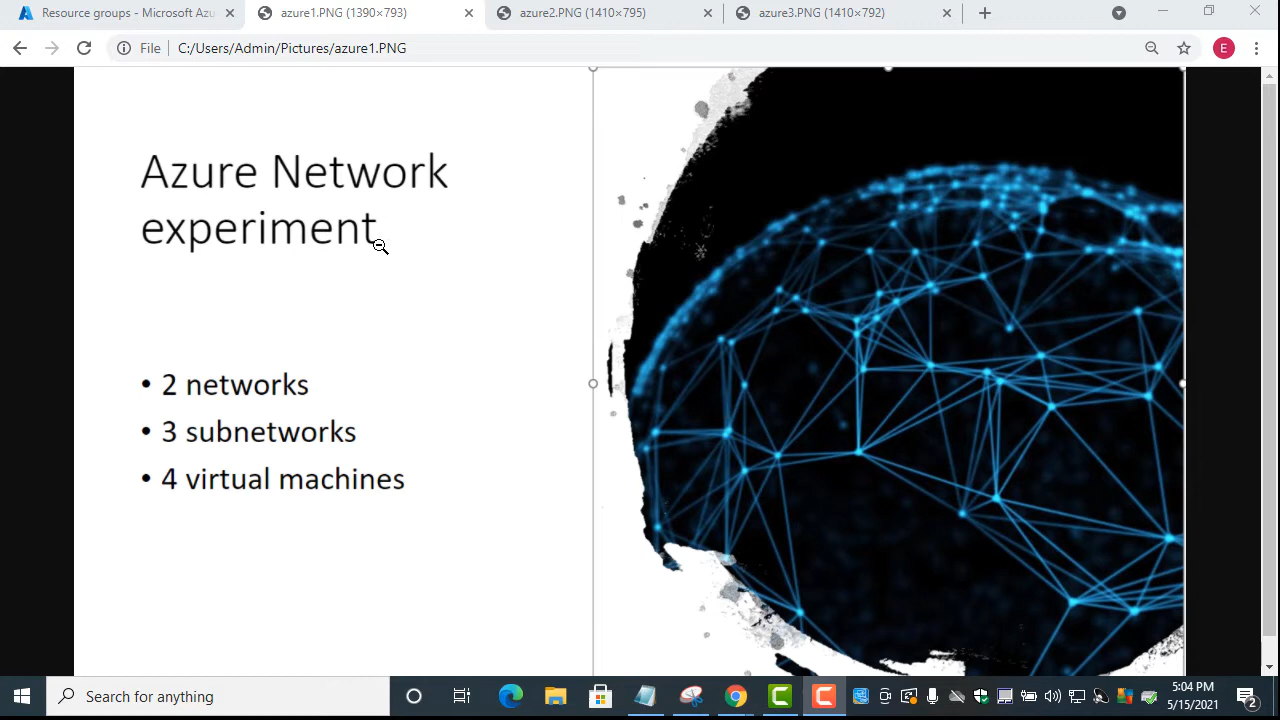 Resource groups - Microsoft Azu
azure1.PNG (1390×793)
azure2.PNG (1410×795)
azure3.PNG (1410×792)
File
C:/Users/Admin/Pictures/azure1.PNG
E
Azure Network
experiment
• 2 networks
• 3 subnetworks
• 4 virtual machines
Search for anything
5:04 PM
5/15/2021
2